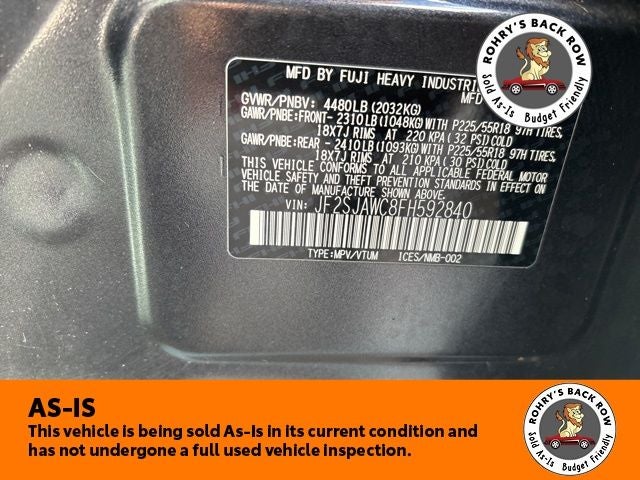 ROHRY'S BACK ROW
Sold As-Is Budget Friendly
MFD BY FUJI HEAVY
MFD
GVWR/PNBV: 4480LB (2032KG)
GAWR/PNBE:FRONT- 2310LB(1048KG) WITH P225/55R18 97H TIRES,
18X7J RIMS AT 220 KPA (32 PSI) COLD
GAWR/PNBE:REAR - 2410LB(1093KG) WITH P225/55R18 97H TIRES,
18X7J RIMS AT 210 KPA (30 PSI) COLD
THIS VEHICLE CONFORMS TO ALL APPLICABLE FEDERAL MOTOR
VEHICLE SAFETY AND THEFT PREVENTION STANDARDS IN EFFECT ON
THE DATE OF MANUFACTURE SHOWN ABOVE.
VIN: JF2SJAWC8FH592840
TYPE:MPV/VTUM ICES/NMB-002
AS-IS
This vehicle is being sold As-Is in its current condition and
has not undergone a full used vehicle inspection.
ROHRY'S BACK ROW
Sold As-Is Budget Friendly